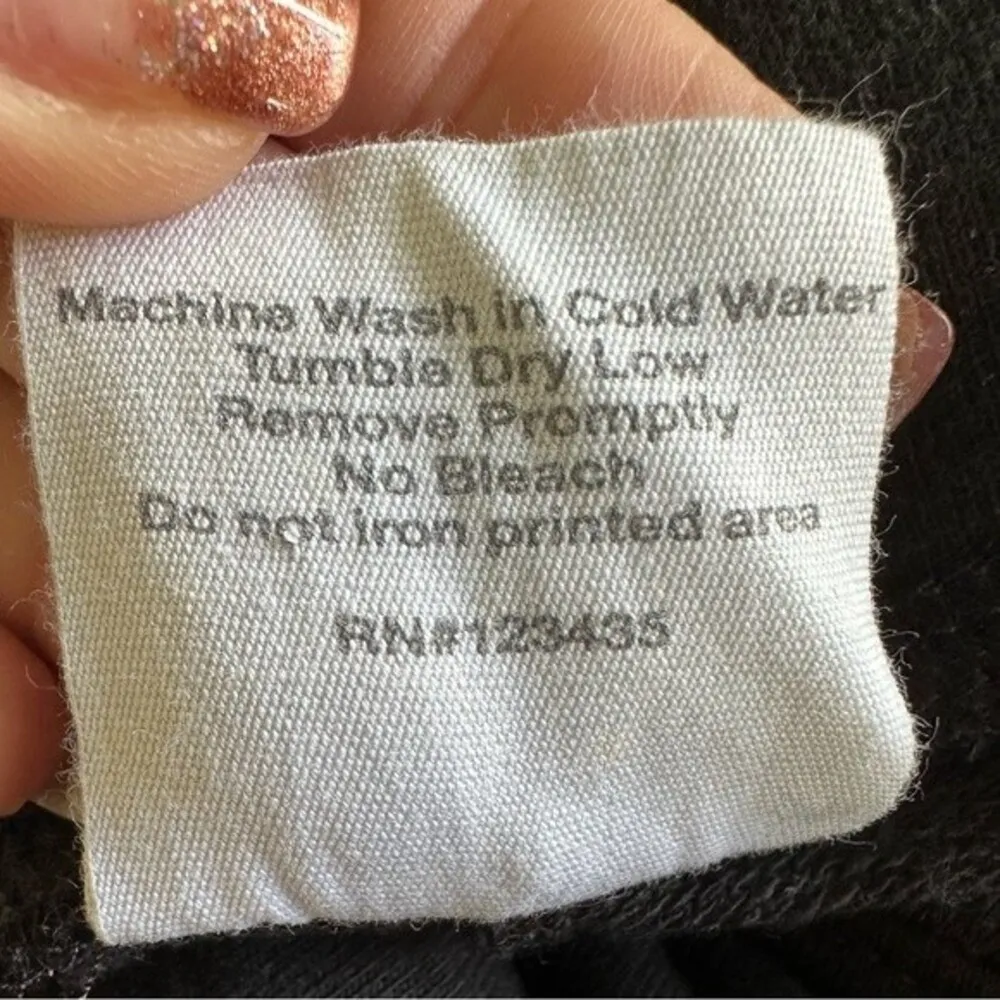 Machine Wash in Cold Water
Tumble Dry Low
Remove Promptly
No Bleach
Do not iron printed area
RN#123435